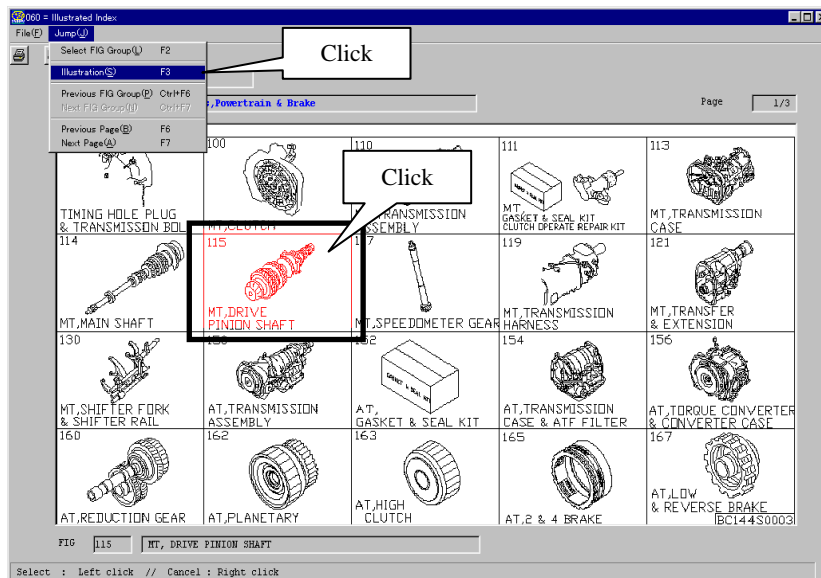 060 = Illustrated Index
File(F) Jump(J)
Select FIG Group(L) F2
Illustration(S) F3
Previous FIG Group(P) Ctrl+F6
Next FIG Group(N) Ctrl+F7
Previous Page(B) F6
Next Page(A) F7
Click
,Powertrain & Brake
Page 1/3
TIMING HOLE PLUG
& TRANSMISSON BOL
100
MT,CLUTCH
110
TRANSMISSION
ASSEMBLY
111
MT,
GASKET & SEAL KIT
CLUTCH OPERATE REPAIR KIT
113
MT,TRANSMISSION
CASE
Click
114
MT,MAIN SHAFT
115
MT,DRIVE
PINION SHAFT
MT,SPEEDOMETER GEAR
119
MT,TRANSMISSION
HARNESS
121
MT,TRANSFER
& EXTENSION
130
MT,SHIFTER FORK
& SHIFTER RAIL
AT,TRANSMISSION
ASSEMBLY
AT,
GASKET & SEAL KIT
GASKET & SEAL KIT
154
AT,TRANSMISSION
CASE & ATF FILTER
156
AT,TORQUE CONVERTER
& CONVERTER CASE
160
AT,REDUCTION GEAR
162
AT,PLANETARY
163
AT,HIGH
CLUTCH
165
AT,2 & 4 BRAKE
167
AT,LOW
& REVERSE BRAKE
BC144S0003
FIG 115 MT, DRIVE PINION SHAFT
Select : Left click // Cancel : Right click